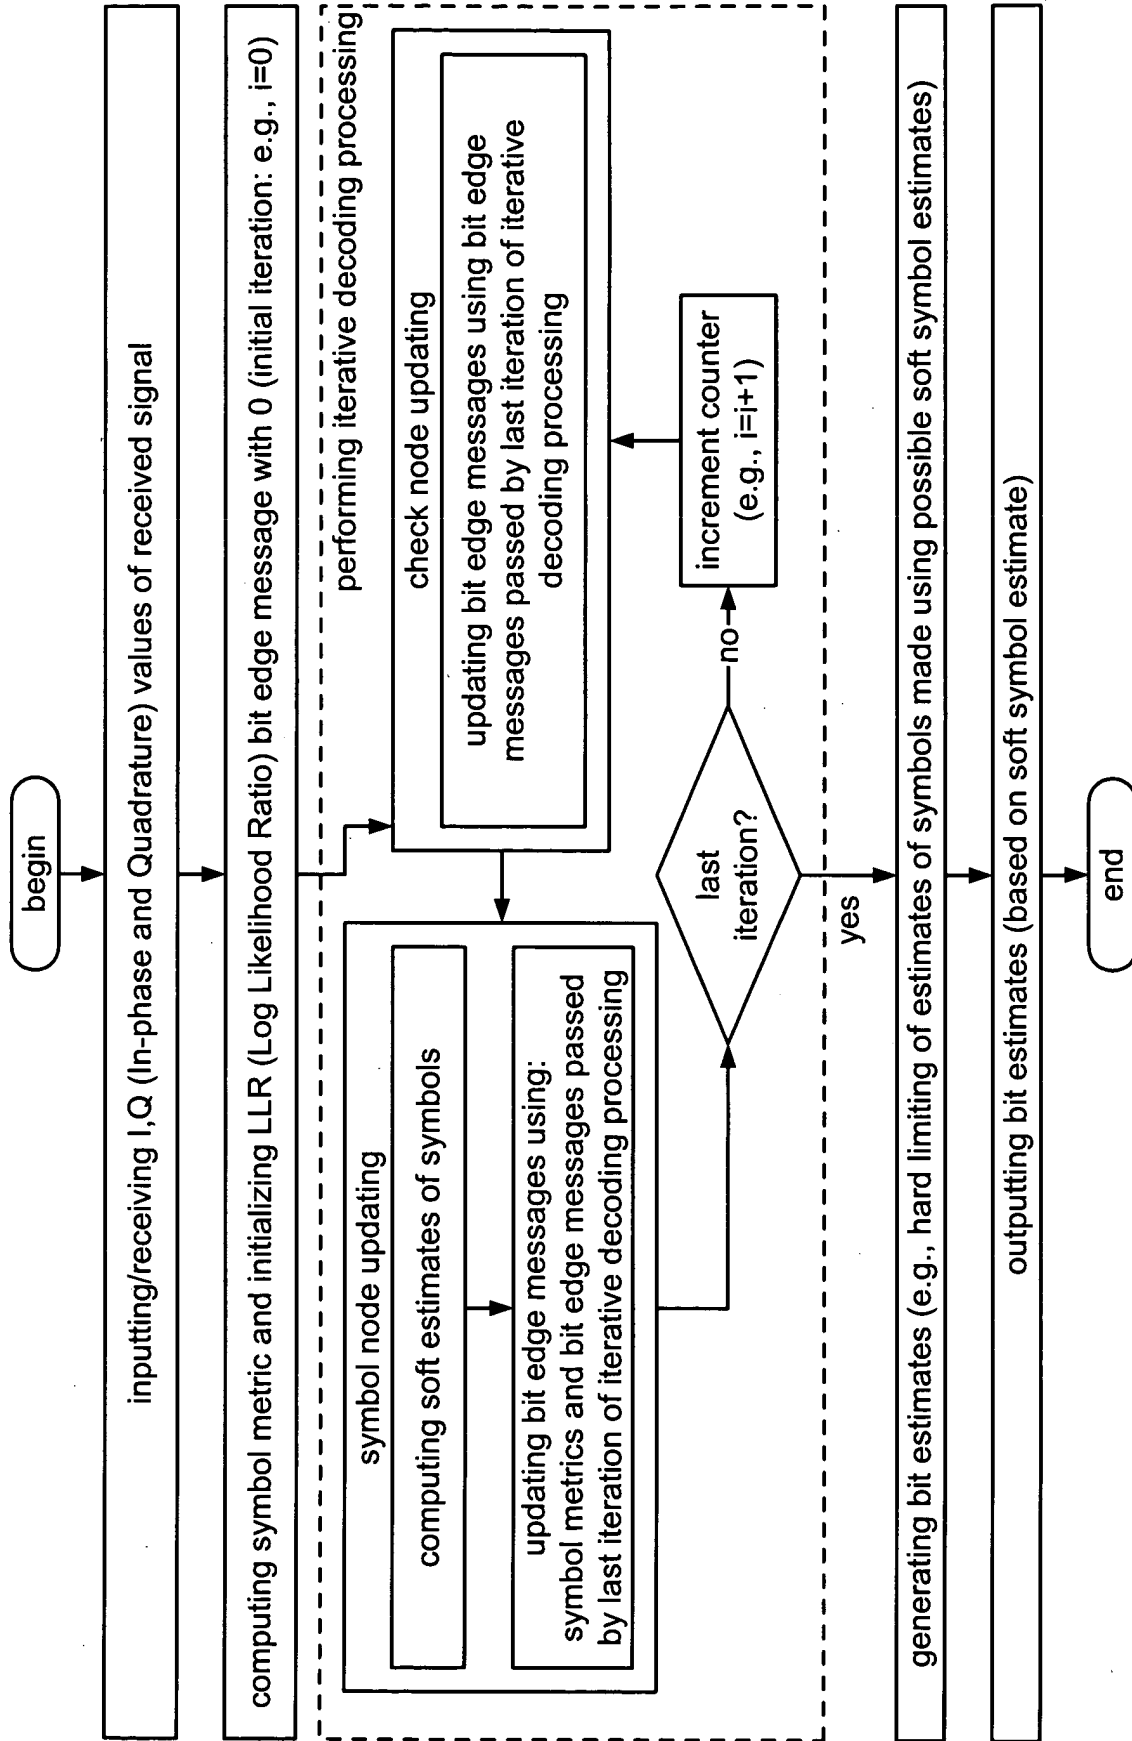 begin
inputting/receiving I,Q (In-phase and Quadrature) values of received signal
computing symbol metric and initializing LLR (Log Likelihood Ratio) bit edge message with 0 (initial iteration: e.g., i=0)
performing iterative decoding processing
check node updating
updating bit edge messages using bit edge
messages passed by last iteration of iterative
decoding processing
symbol node updating
computing soft estimates of symbols
updating bit edge messages using:
symbol metrics and bit edge messages passed
by last iteration of iterative decoding processing
last
iteration?
no
increment counter
(e.g., i=i+1)
yes
generating bit estimates (e.g., hard limiting of estimates of symbols made using possible soft symbol estimates)
outputting bit estimates (based on soft symbol estimate)
end